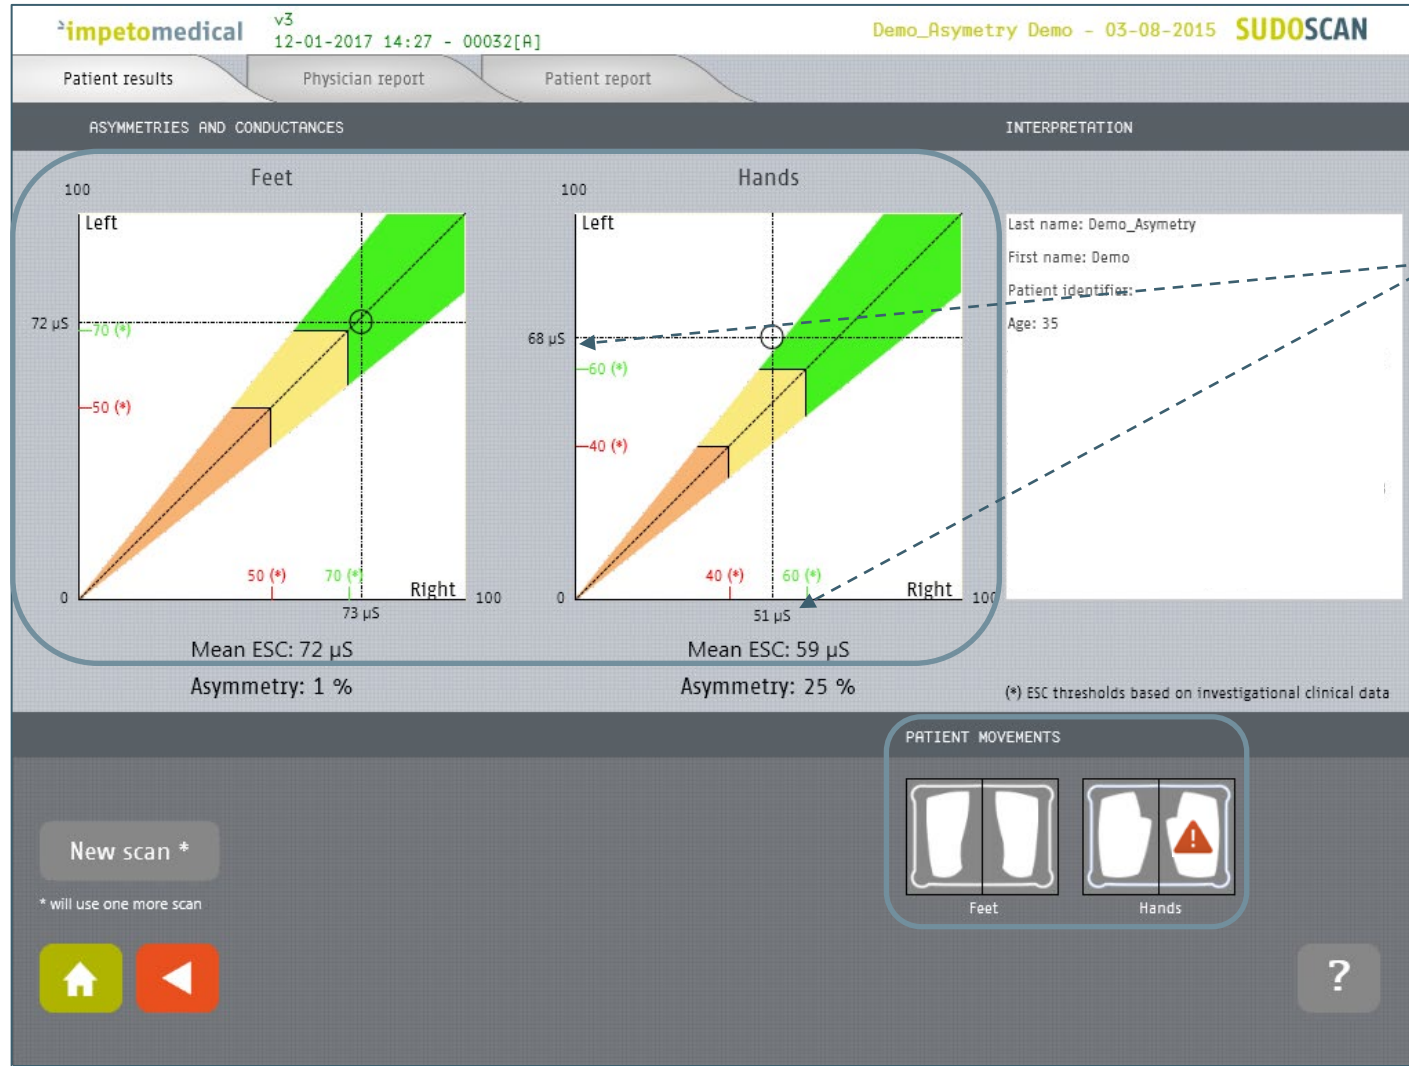 impetomedical
v3
12-01-2017 14:27 - 00032[A]
Demo_Asymetry Demo - 03-08-2015
SUDOSCAN
Patient results
Physician report
Patient report
ASYMMETRIES AND CONDUCTANCES
INTERPRETATION
Feet
100
Left
72 µS
70 (*)
50 (*)
50 (*)
70 (*)
Right
0
100
73 µS
Mean ESC: 72 µS
Asymmetry: 1 %
Hands
100
Left
68 µS
60 (*)
40 (*)
40 (*)
60 (*)
Right
0
100
51 µS
Mean ESC: 59 µS
Asymmetry: 25 %
Last name: Demo_Asymetry
First name: Demo
Patient identifier:
Age: 35
(*) ESC thresholds based on investigational clinical data
PATIENT MOVEMENTS
Feet
!
Hands
New scan *
* will use one more scan
?